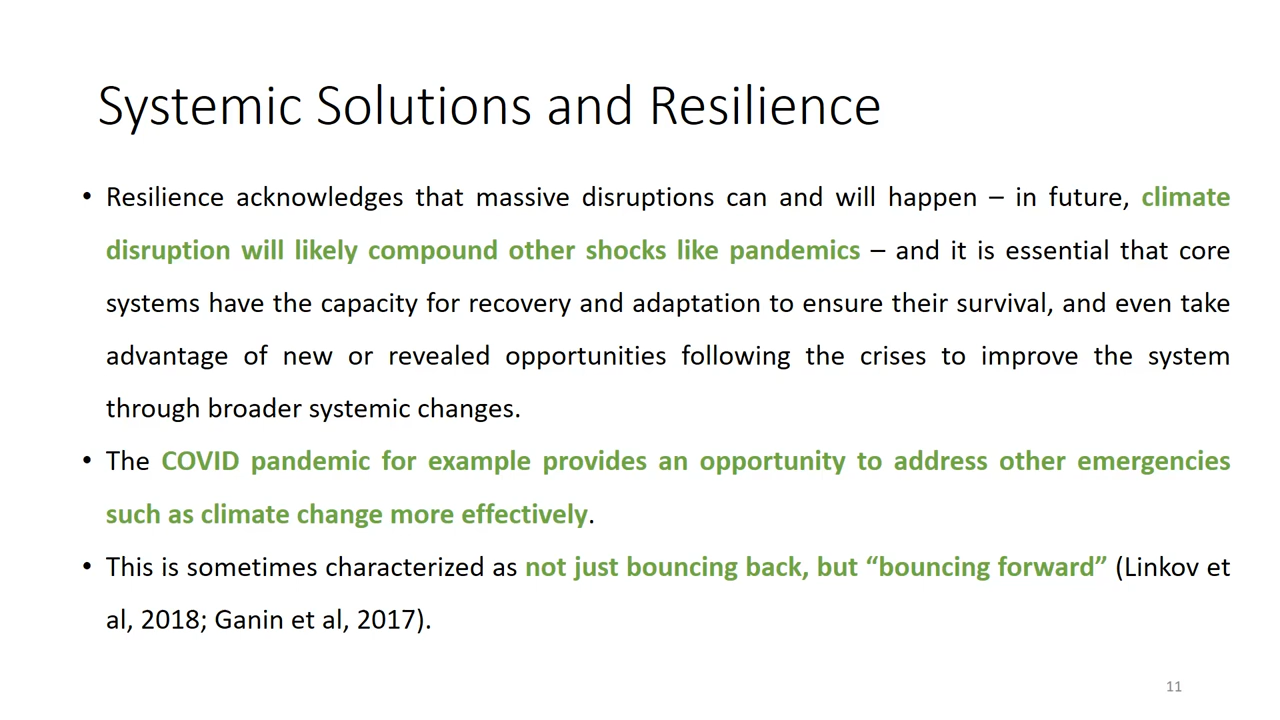 Systemic Solutions and Resilience
• Resilience acknowledges that massive disruptions can and will happen – in future, climate
disruption will likely compound other shocks like pandemics – and it is essential that core
systems have the capacity for recovery and adaptation to ensure their survival, and even take
advantage of new or revealed opportunities following the crises to improve the system
through broader systemic changes.
• The COVID pandemic for example provides an opportunity to address other emergencies
such as climate change more effectively.
• This is sometimes characterized as not just bouncing back, but “bouncing forward” (Linkov et
al, 2018; Ganin et al, 2017).
11